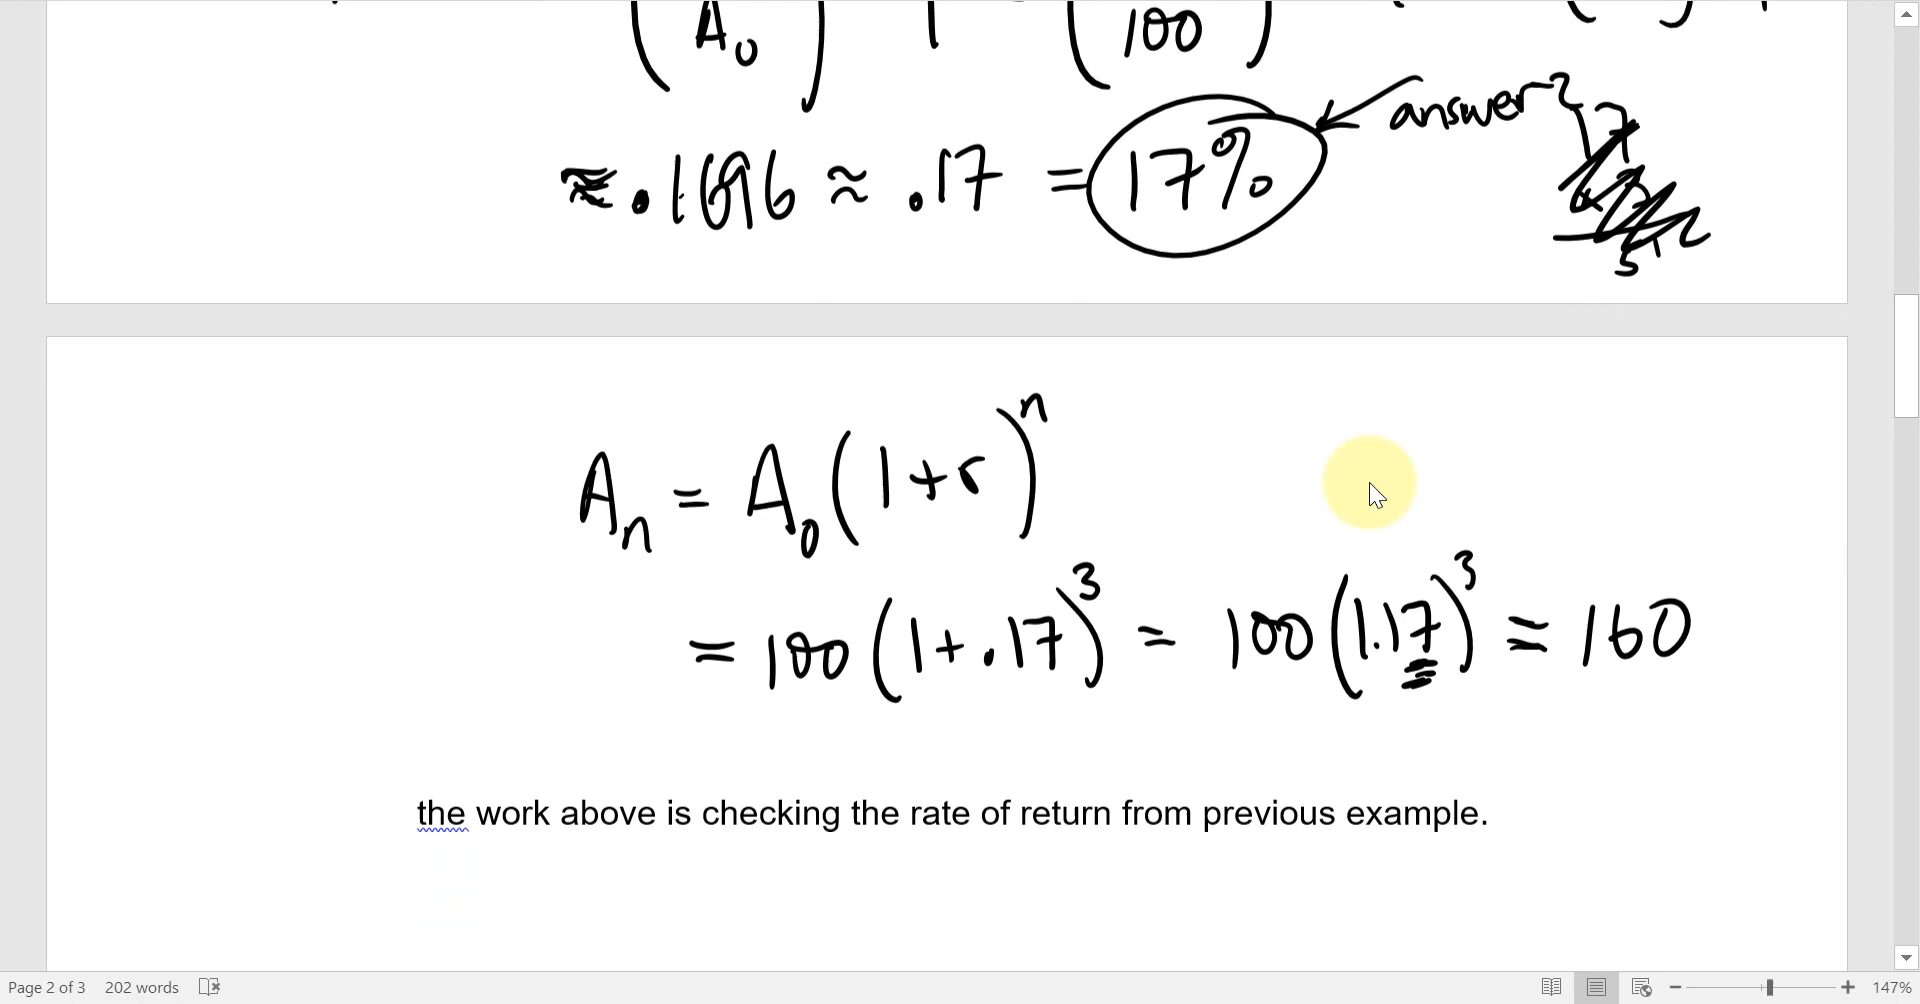 A₀ 100
≈ .1696 ≈ .17 = 17% answer
Aₙ = A₀(1+r)ⁿ
= 100(1+.17)³ = 100(1.17)³ ≈ 160
the work above is checking the rate of return from previous example.
Page 2 of 3 202 words 147%